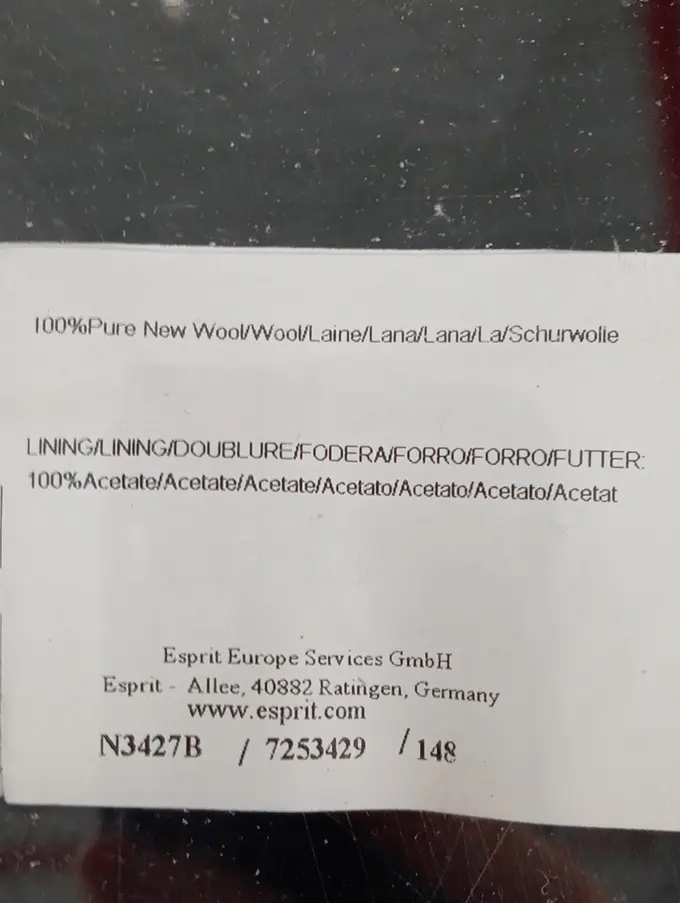 100%Pure New Wool/Wool/Laine/Lana/Lana/La/Schurwolle
LINING/LINING/DOUBLURE/FODERA/FORRO/FORRO/FUTTER:
100%Acetate/Acetate/Acetate/Acetato/Acetato/Acetato/Acetat
Esprit Europe Services GmbH
Esprit - Allee, 40882 Ratingen, Germany
www.esprit.com
N3427B / 7253429 / 148